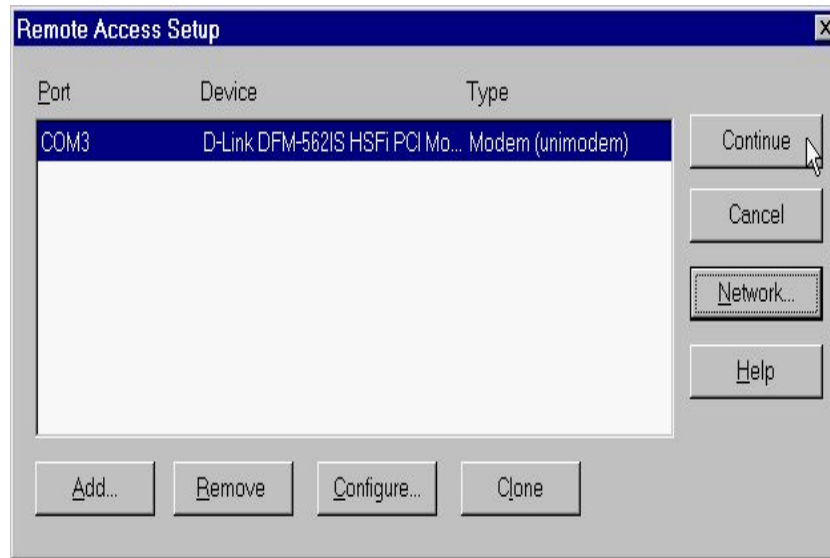 Remote Access Setup
Port Device Type
COM3 D-Link DFM-562IS HSFi PCI Mo... Modem (unimodem)
Continue
Cancel
Network...
Help
Add... Remove Configure... Clone